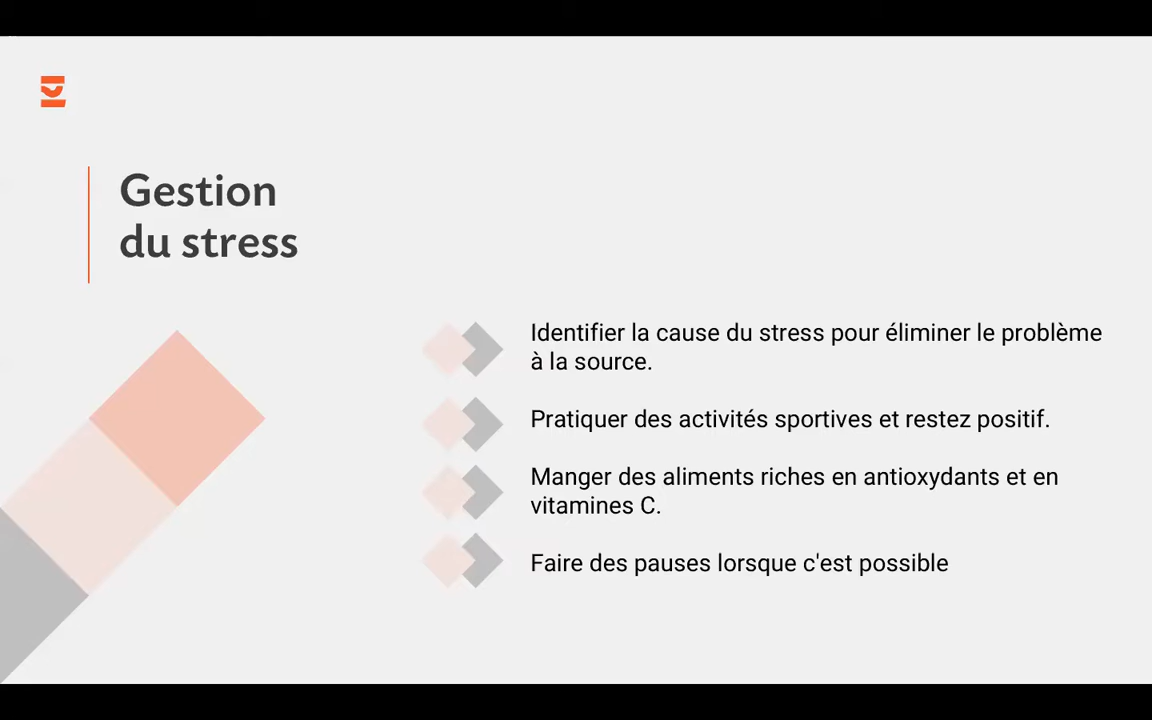 Gestion
du stress
Identifier la cause du stress pour éliminer le problème
à la source.
Pratiquer des activités sportives et restez positif.
Manger des aliments riches en antioxydants et en
vitamines C.
Faire des pauses lorsque c'est possible